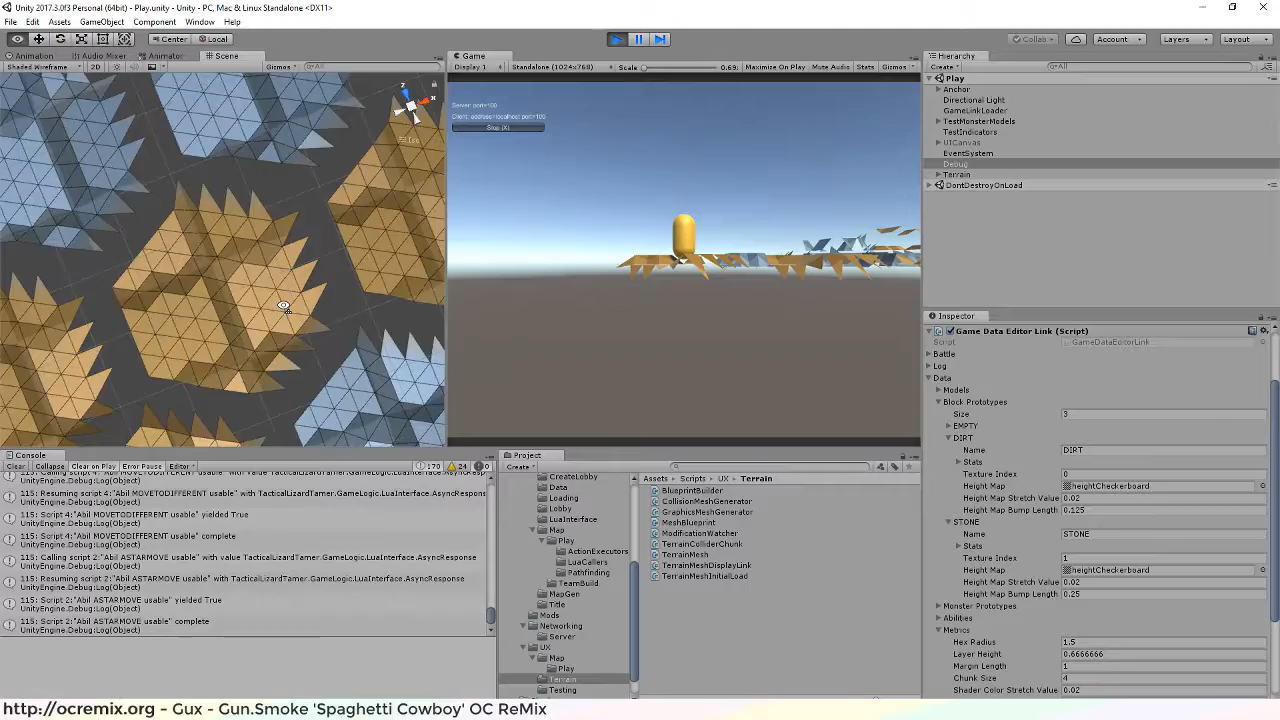 Unity 2017.3.0f3 Personal (64bit) - Play.unity - Unity - PC, Mac & Linux Standalone <DX11>
File Edit Assets GameObject Component Window Help
Center Local
Collab Account Layers Layout
Animation Audio Mixer Animator Scene
Shaded Wireframe 2D Gizmos All
Game
Display 1 Standalone (1024x768) Scale 0.69 Maximize On Play Mute Audio Stats Gizmos
Server: port=100
Client: address=localhost port=100
Stop (X)
Iso
Hierarchy
Create All
Play
Anchor
Directional Light
GameLinkLoader
TestMonsterModels
TestIndicators
UICanvas
EventSystem
Debug
Terrain
DontDestroyOnLoad
Inspector
Game Data Editor Link (Script)
Script GameDataEditorLink
Battle
Log
Data
Models
Block Prototypes
Size 3
EMPTY
DIRT
Name DIRT
Stats
Texture Index 0
Height Map heightCheckerboard
Height Map Stretch Value 0.02
Height Map Bump Length 0.125
STONE
Name STONE
Stats
Texture Index 1
Height Map heightCheckerboard
Height Map Stretch Value 0.02
Height Map Bump Length 0.25
Monster Prototypes
Abilities
Metrics
Hex Radius 1.5
Layer Height 0.6666666
Margin Length 1
Chunk Size 4
Shader Color Stretch Value 0.02
Console
Clear Collapse Clear on Play Error Pause Editor 170 24 0
UnityEngine.Debug:Log(Object)
115: Resuming script 4:"Abil MOVETODIFFERENT usable" with TacticalLizardTamer.GameLogic.LuaInterface.AsyncRespons
UnityEngine.Debug:Log(Object)
115: Script 4:"Abil MOVETODIFFERENT usable" yielded True
UnityEngine.Debug:Log(Object)
115: Script 4:"Abil MOVETODIFFERENT usable" complete
UnityEngine.Debug:Log(Object)
115: Calling script 2:"Abil ASTARMOVE usable" with value TacticalLizardTamer.GameLogic.LuaInterface.AsyncResponse
UnityEngine.Debug:Log(Object)
115: Resuming script 2:"Abil ASTARMOVE usable" with TacticalLizardTamer.GameLogic.LuaInterface.AsyncResponse
UnityEngine.Debug:Log(Object)
115: Script 2:"Abil ASTARMOVE usable" yielded True
UnityEngine.Debug:Log(Object)
115: Script 2:"Abil ASTARMOVE usable" complete
UnityEngine.Debug:Log(Object)
Project
Create
CreateLobby
Data
Loading
Lobby
LuaInterface
Map
Play
ActionExecutors
LuaCallers
Pathfinding
TeamBuild
MapGen
Title
Mods
Networking
Server
UX
Map
Play
Terrain
Testing
Assets Scripts UX Terrain
BlueprintBuilder
CollisionMeshGenerator
GraphicsMeshGenerator
MeshBlueprint
ModificationWatcher
TerrainColliderChunk
TerrainMesh
TerrainMeshDisplayLink
TerrainMeshInitialLoad
http://ocremix.org - Gux - Gun.Smoke 'Spaghetti Cowboy' OC ReMix